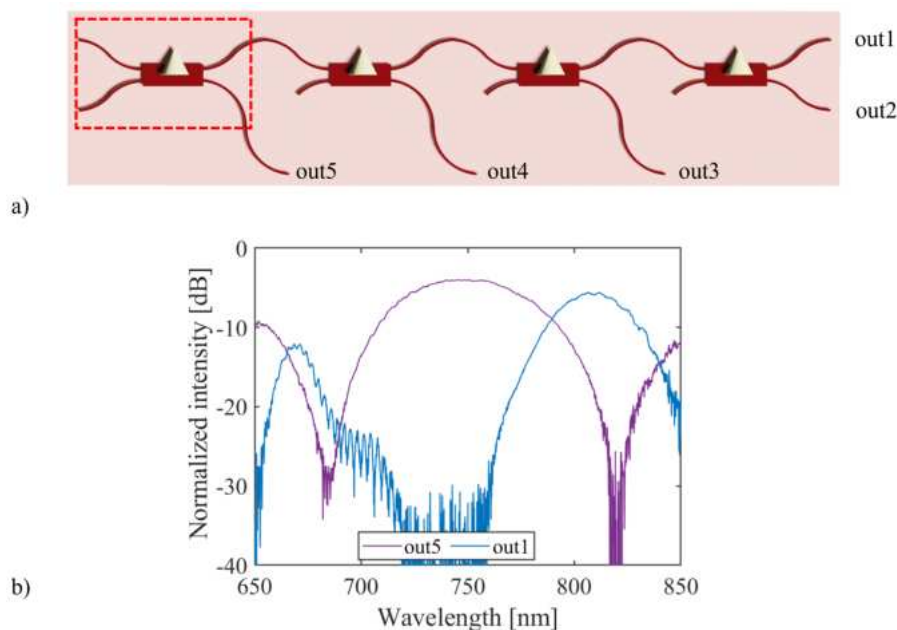 out1
out2
out5 out4 out3
a)
0
-10
-20
-30
-40
Normalized intensity [dB]
out5 out1
650 700 750 800 850
Wavelength [nm]
b)